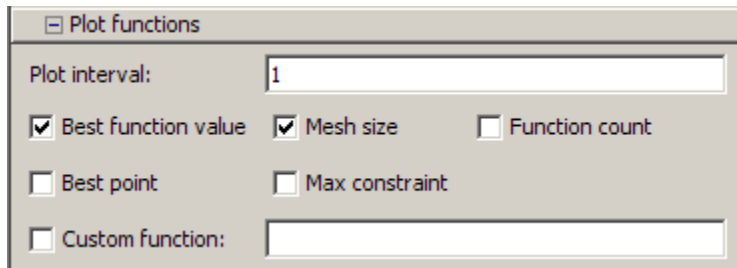 Plot functions
Plot interval: 1
Best function value Mesh size Function count
Best point Max constraint
Custom function: